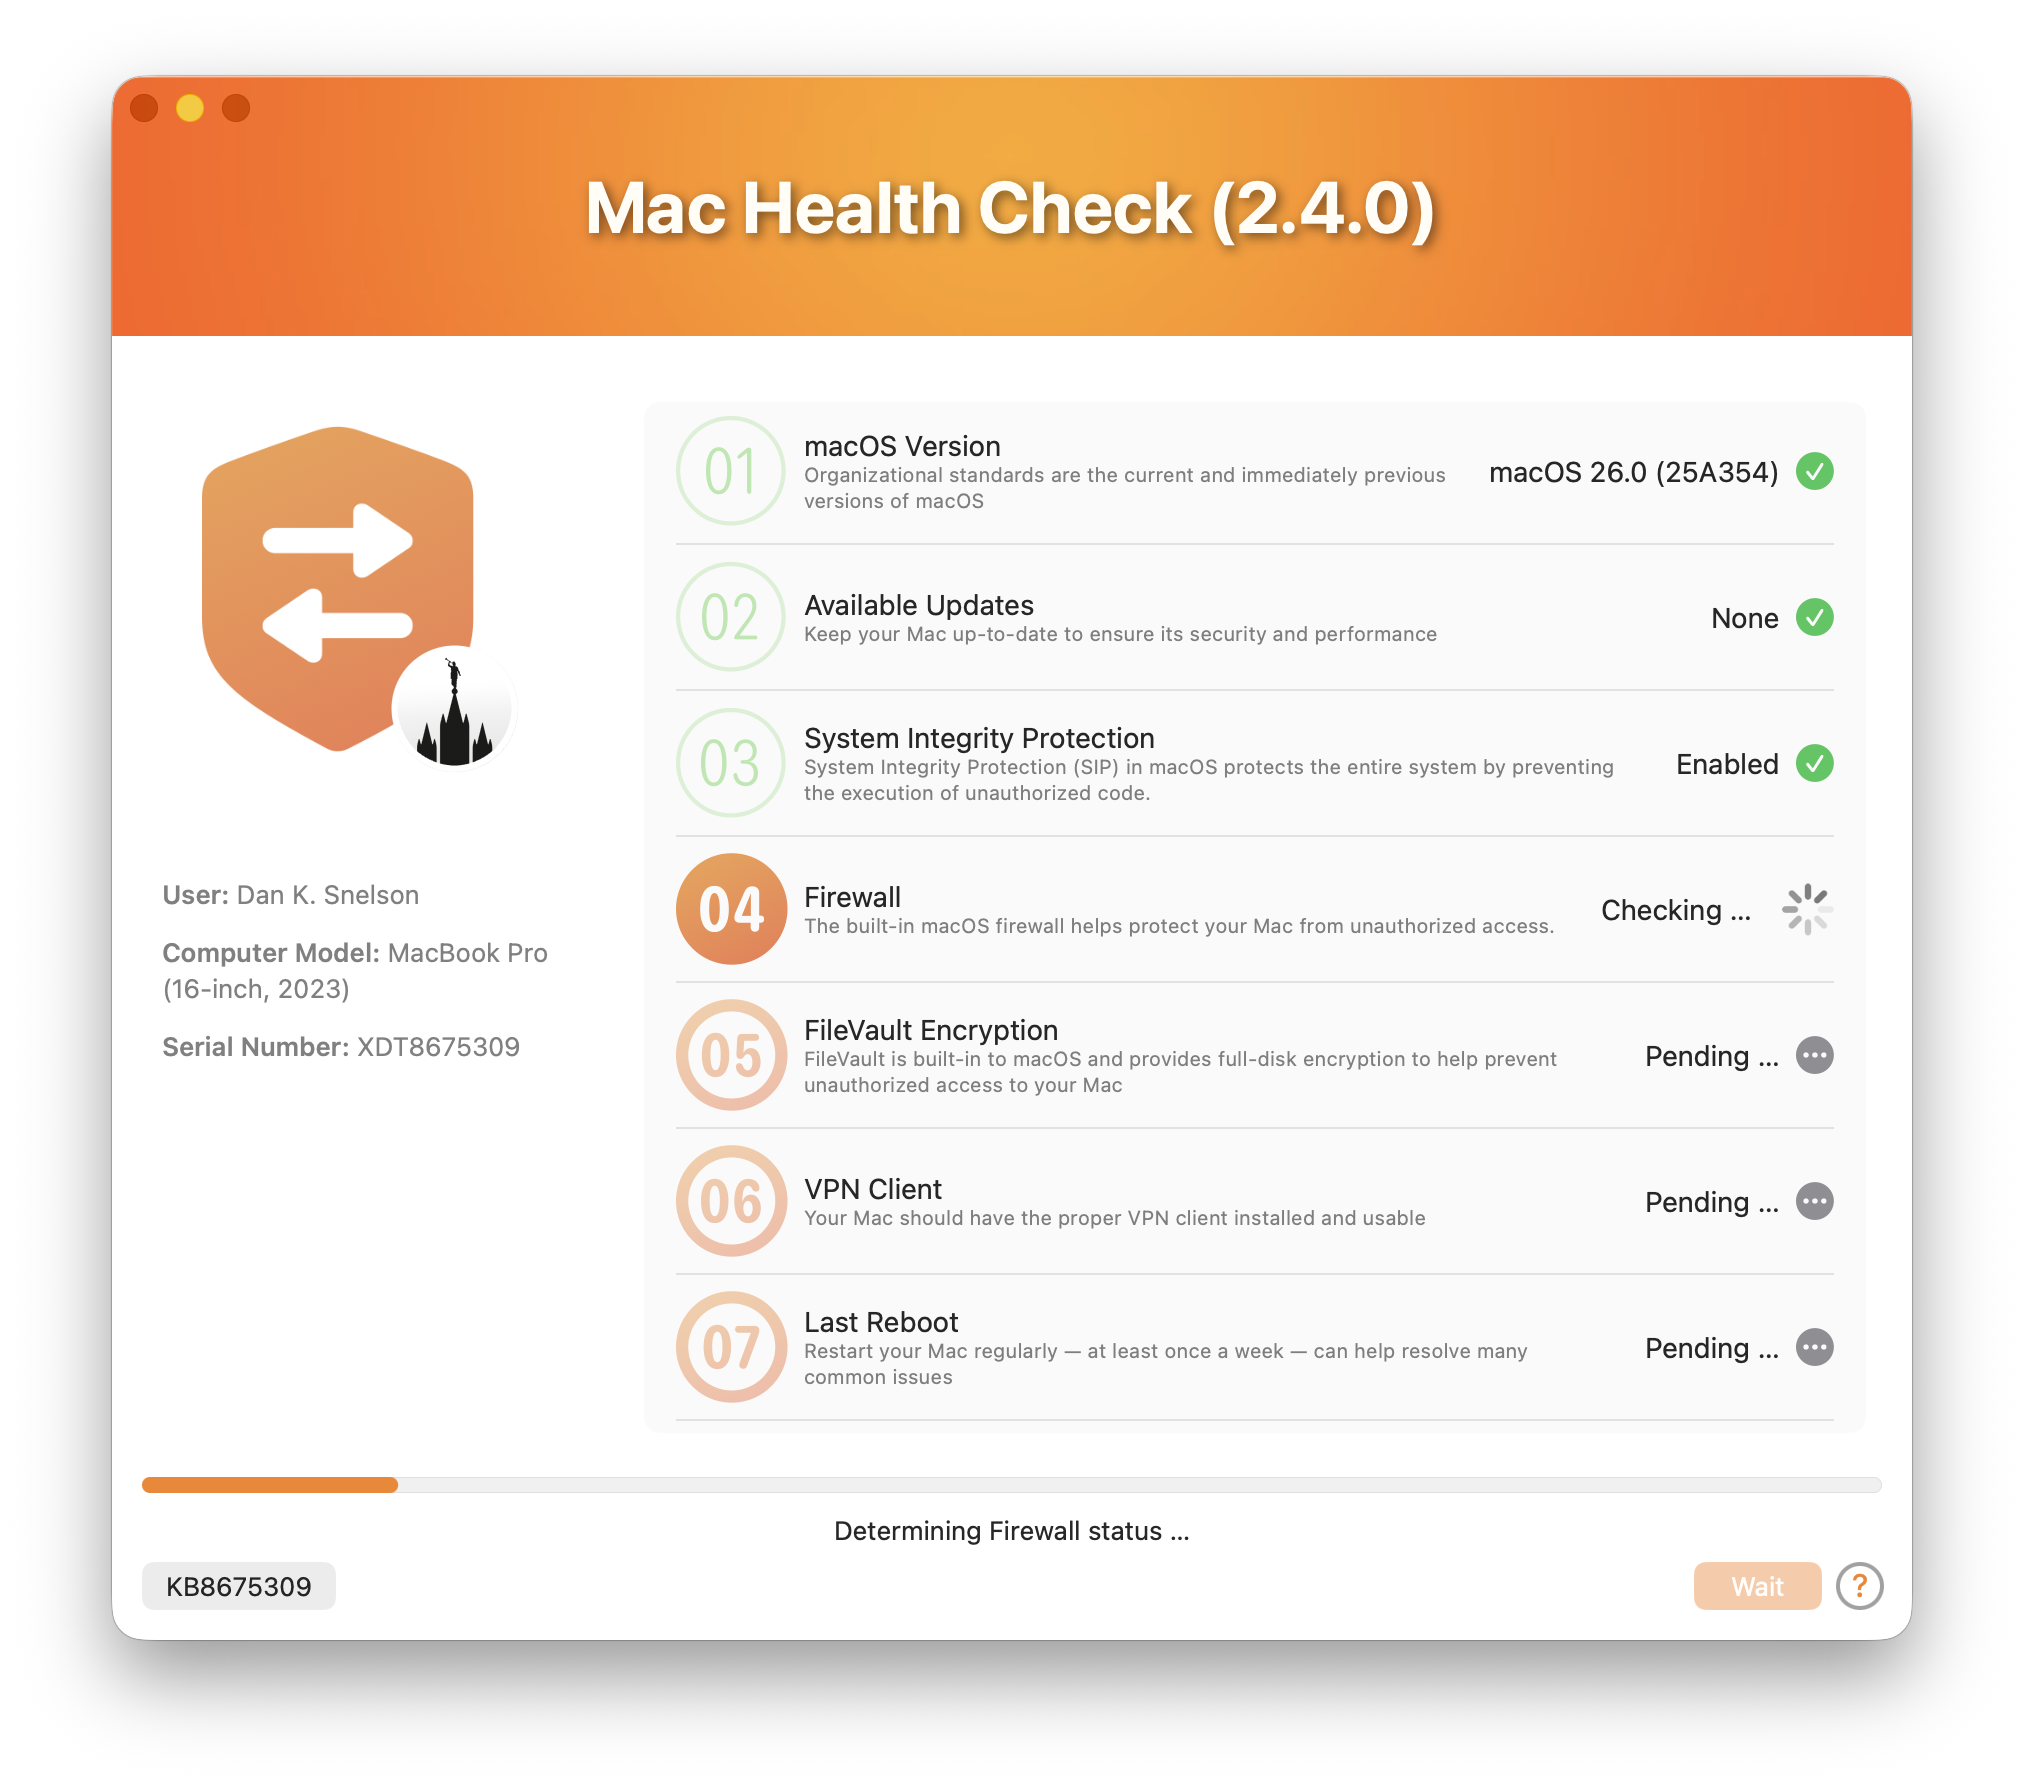 Mac Health Check (2.4.0)
User: Dan K. Snelson
Computer Model: MacBook Pro
(16-inch, 2023)
Serial Number: XDT8675309
01
macOS Version
Organizational standards are the current and immediately previous
versions of macOS
macOS 26.0 (25A354)
02
Available Updates
Keep your Mac up-to-date to ensure its security and performance
None
03
System Integrity Protection
System Integrity Protection (SIP) in macOS protects the entire system by preventing
the execution of unauthorized code.
Enabled
04
Firewall
The built-in macOS firewall helps protect your Mac from unauthorized access.
Checking ...
05
FileVault Encryption
FileVault is built-in to macOS and provides full-disk encryption to help prevent
unauthorized access to your Mac
Pending ...
06
VPN Client
Your Mac should have the proper VPN client installed and usable
Pending ...
07
Last Reboot
Restart your Mac regularly — at least once a week — can help resolve many
common issues
Pending ...
Determining Firewall status ...
KB8675309
Wait
?